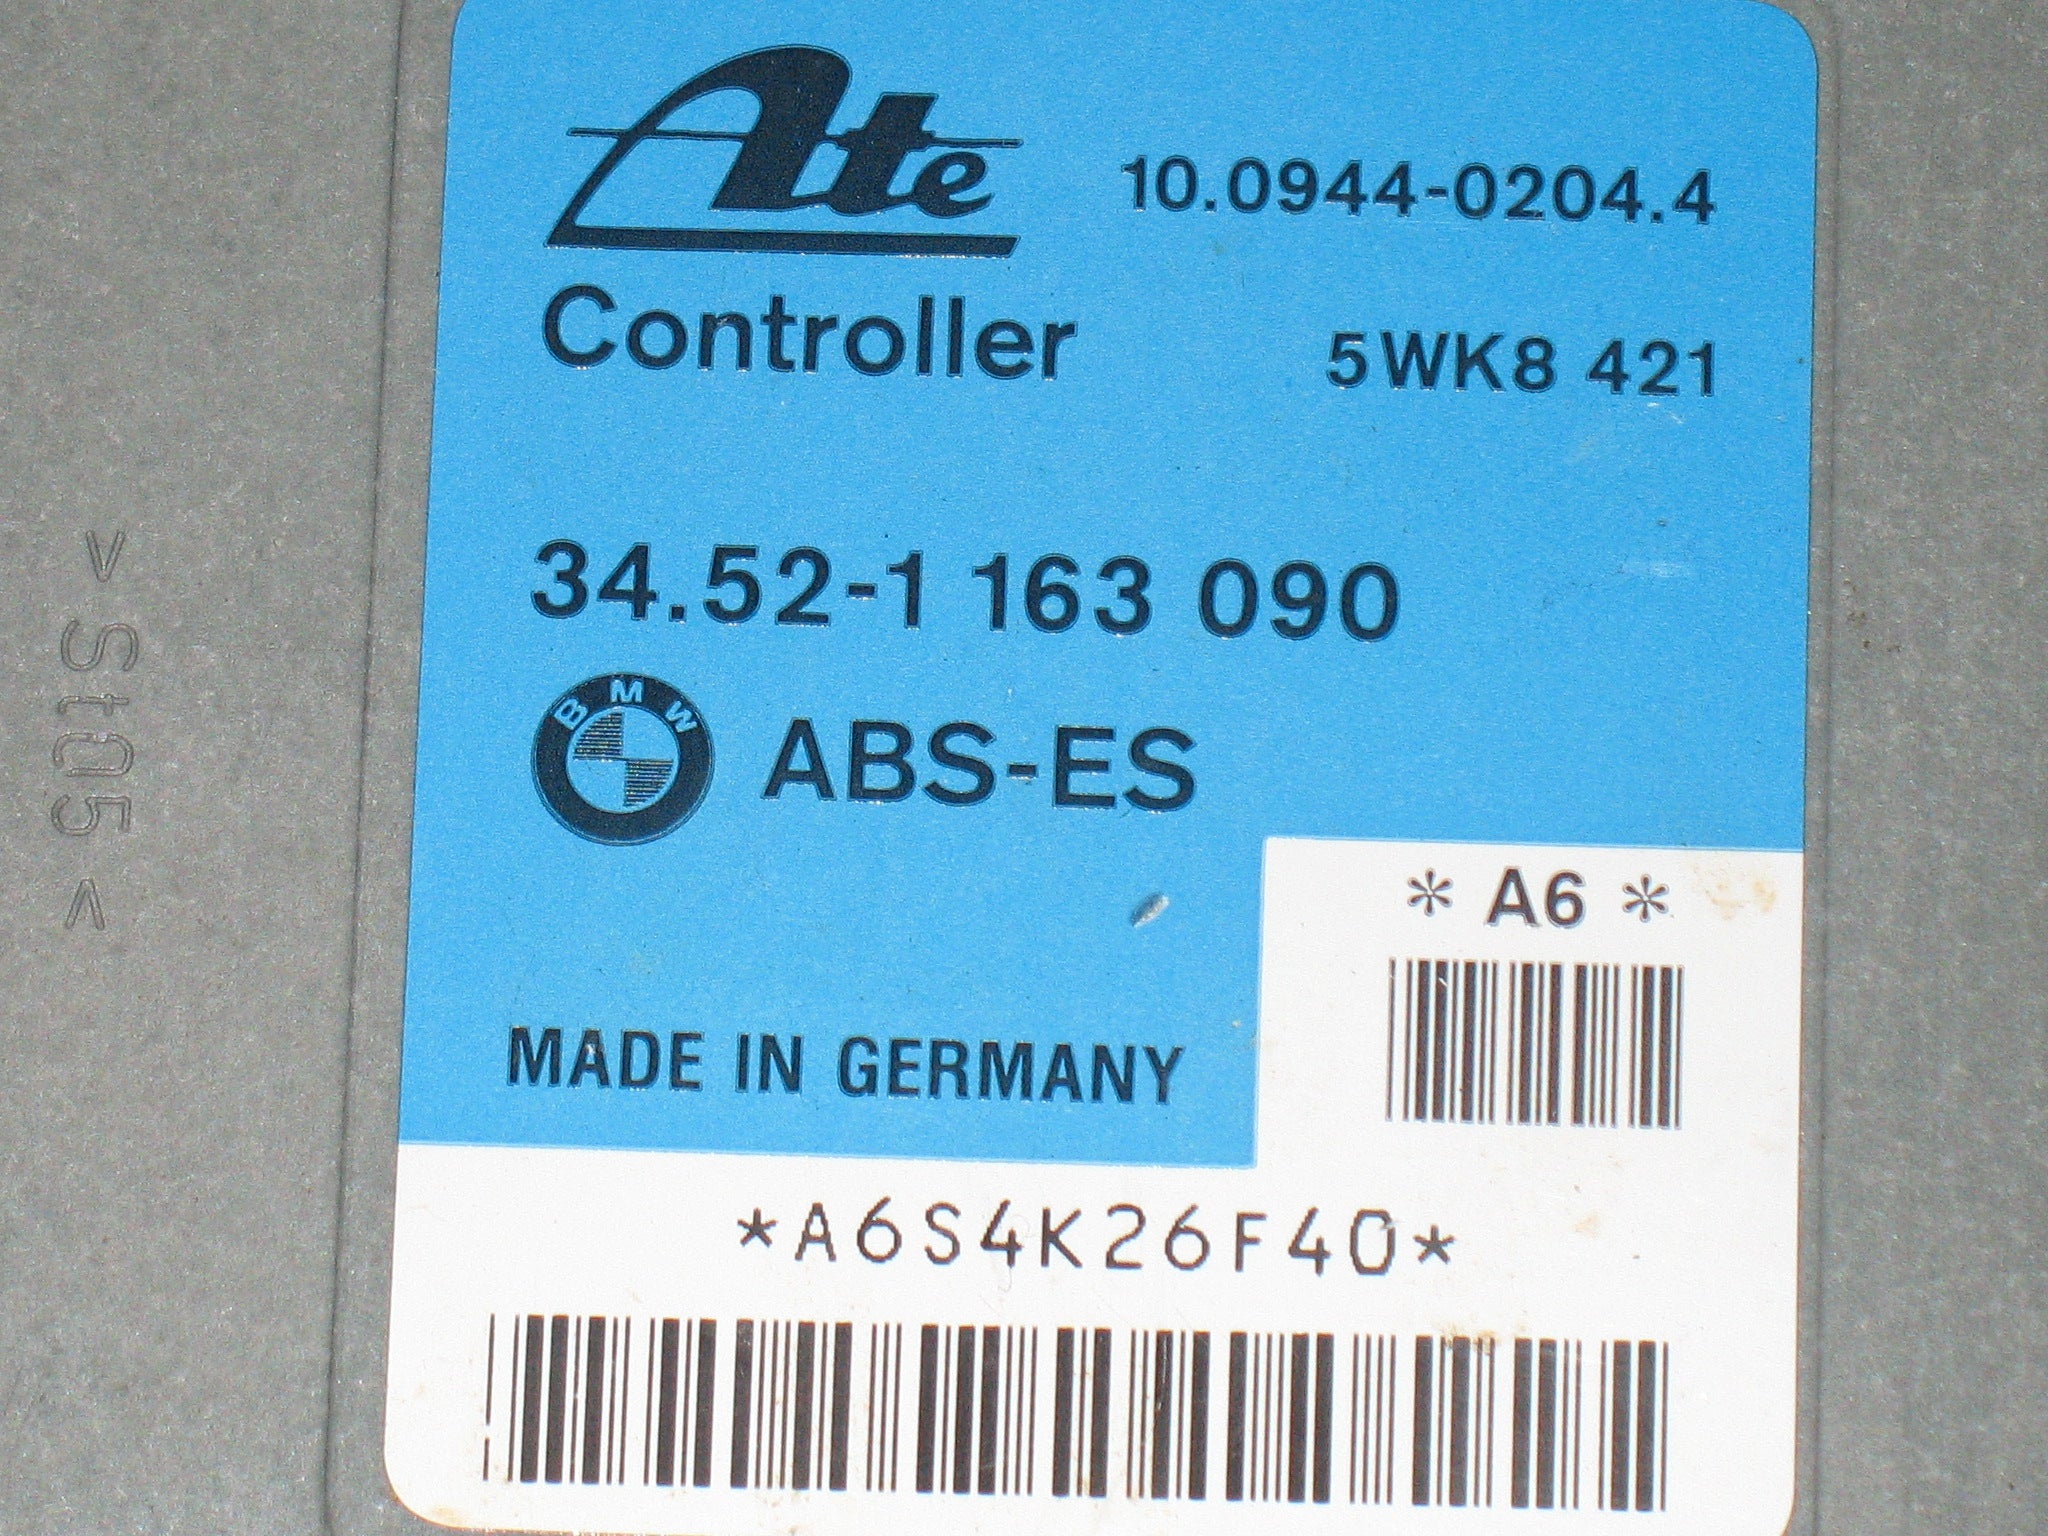 Ate
10.0944-0204.4
Controller
5WK8 421
34.52-1 163 090
BMW
ABS-ES
* A6 *
MADE IN GERMANY
*A6S4K26F40*
>St05<